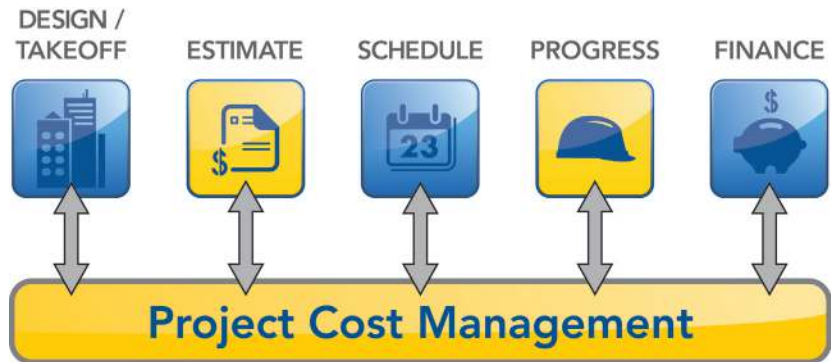 DESIGN /
TAKEOFF
ESTIMATE
SCHEDULE
PROGRESS
FINANCE
$
23
$
Project Cost Management